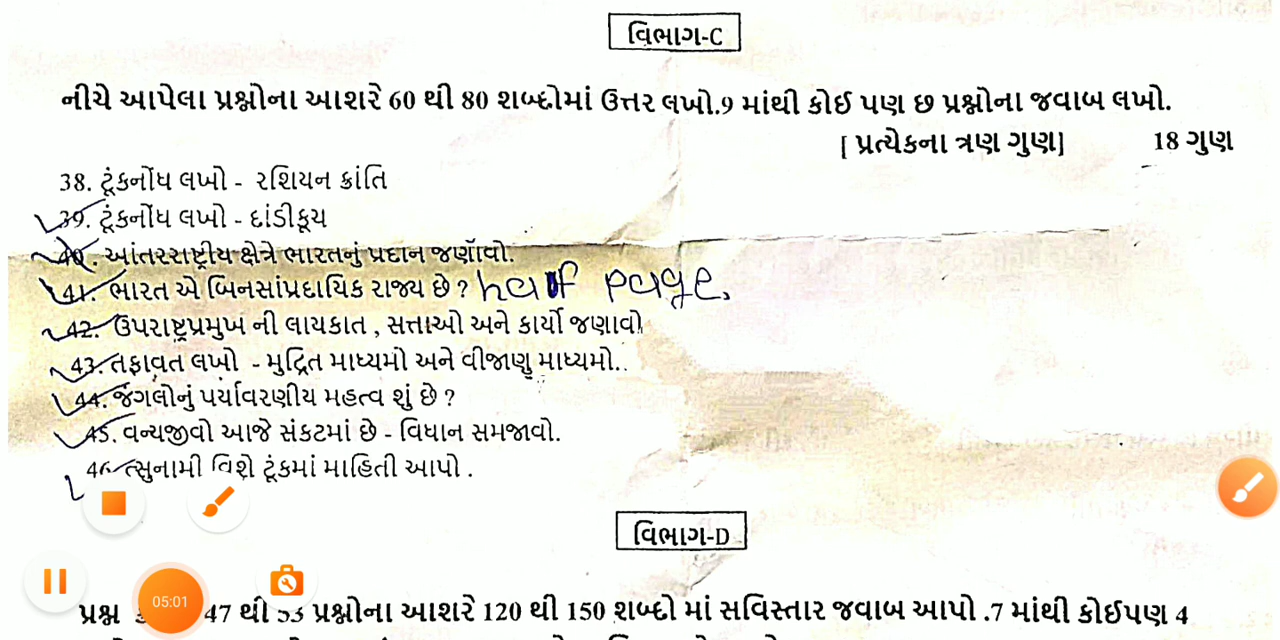 વિભાગ-C
નીચે આપેલા પ્રશ્નોના આશરે 60 થી 80 શબ્દોમાં ઉત્તર લખો.9 માંથી કોઈ પણ છ પ્રશ્નોના જવાબ લખો.
[ પ્રત્યેકના ત્રણ ગુણ] 18 ગુણ
38. ટૂંકનોંધ લખો - રશિયન ક્રાંતિ
39. ટૂંકનોંધ લખો - દાંડીકૂચ
40. આંતરરાષ્ટ્રીય ક્ષેત્રે ભારતનું પ્રદાન જણાવો.
41. ભારત એ બિનસાંપ્રદાયિક રાજ્ય છે ? half page.
42. ઉપરાષ્ટ્રપ્રમુખ ની લાયકાત , સત્તાઓ અને કાર્યો જણાવો
43. તફાવત લખો - મુદ્રિત માધ્યમો અને વીજાણુ માધ્યમો..
44. જંગલોનું પર્યાવરણીય મહત્વ શું છે ?
45. વન્યજીવો આજે સંકટમાં છે - વિધાન સમજાવો.
46 ત્સુનામી વિશે ટૂંકમાં માહિતી આપો .
વિભાગ-D
પ્રશ્ન 47 થી 53 પ્રશ્નોના આશરે 120 થી 150 શબ્દો માં સવિસ્તાર જવાબ આપો .7 માંથી કોઈપણ 4
05:01